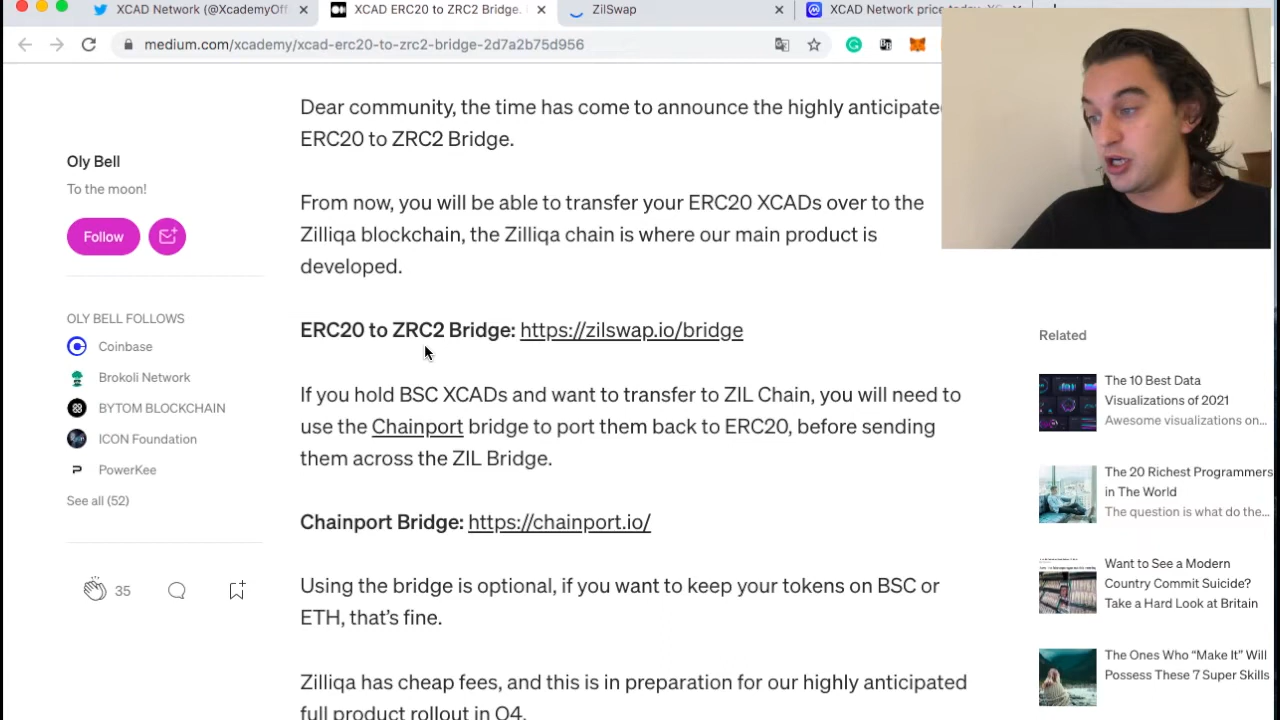 XCAD Network (@XcademyOff
XCAD ERC20 to ZRC2 Bridge.
ZilSwap
XCAD Network price today, XC
medium.com/xcademy/xcad-erc20-to-zrc2-bridge-2d7a2b75d956
Dear community, the time has come to announce the highly anticipated
ERC20 to ZRC2 Bridge.
From now, you will be able to transfer your ERC20 XCADs over to the
Zilliqa blockchain, the Zilliqa chain is where our main product is
developed.
ERC20 to ZRC2 Bridge: https://zilswap.io/bridge
If you hold BSC XCADs and want to transfer to ZIL Chain, you will need to
use the Chainport bridge to port them back to ERC20, before sending
them across the ZIL Bridge.
Chainport Bridge: https://chainport.io/
Using the bridge is optional, if you want to keep your tokens on BSC or
ETH, that's fine.
Zilliqa has cheap fees, and this is in preparation for our highly anticipated
full product rollout in Q4.
Oly Bell
To the moon!
Follow
OLY BELL FOLLOWS
Coinbase
Brokoli Network
BYTOM BLOCKCHAIN
ICON Foundation
PowerKee
See all (52)
35
Related
The 10 Best Data
Visualizations of 2021
Awesome visualizations on...
The 20 Richest Programmers
in The World
The question is what do the...
Want to See a Modern
Country Commit Suicide?
Take a Hard Look at Britain
The Ones Who “Make It” Will
Possess These 7 Super Skills